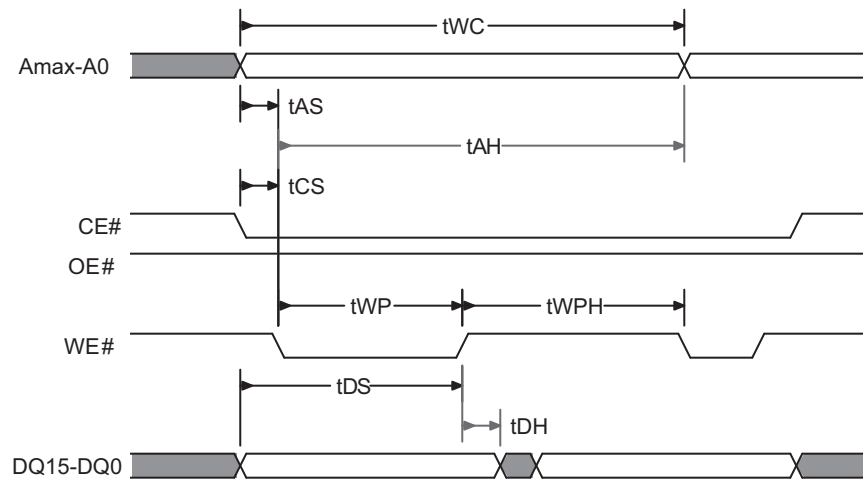 tWC
Amax-A0
tAS
tAH
tCS
CE#
OE#
tWP
tWPH
WE#
tDS
tDH
DQ15-DQ0